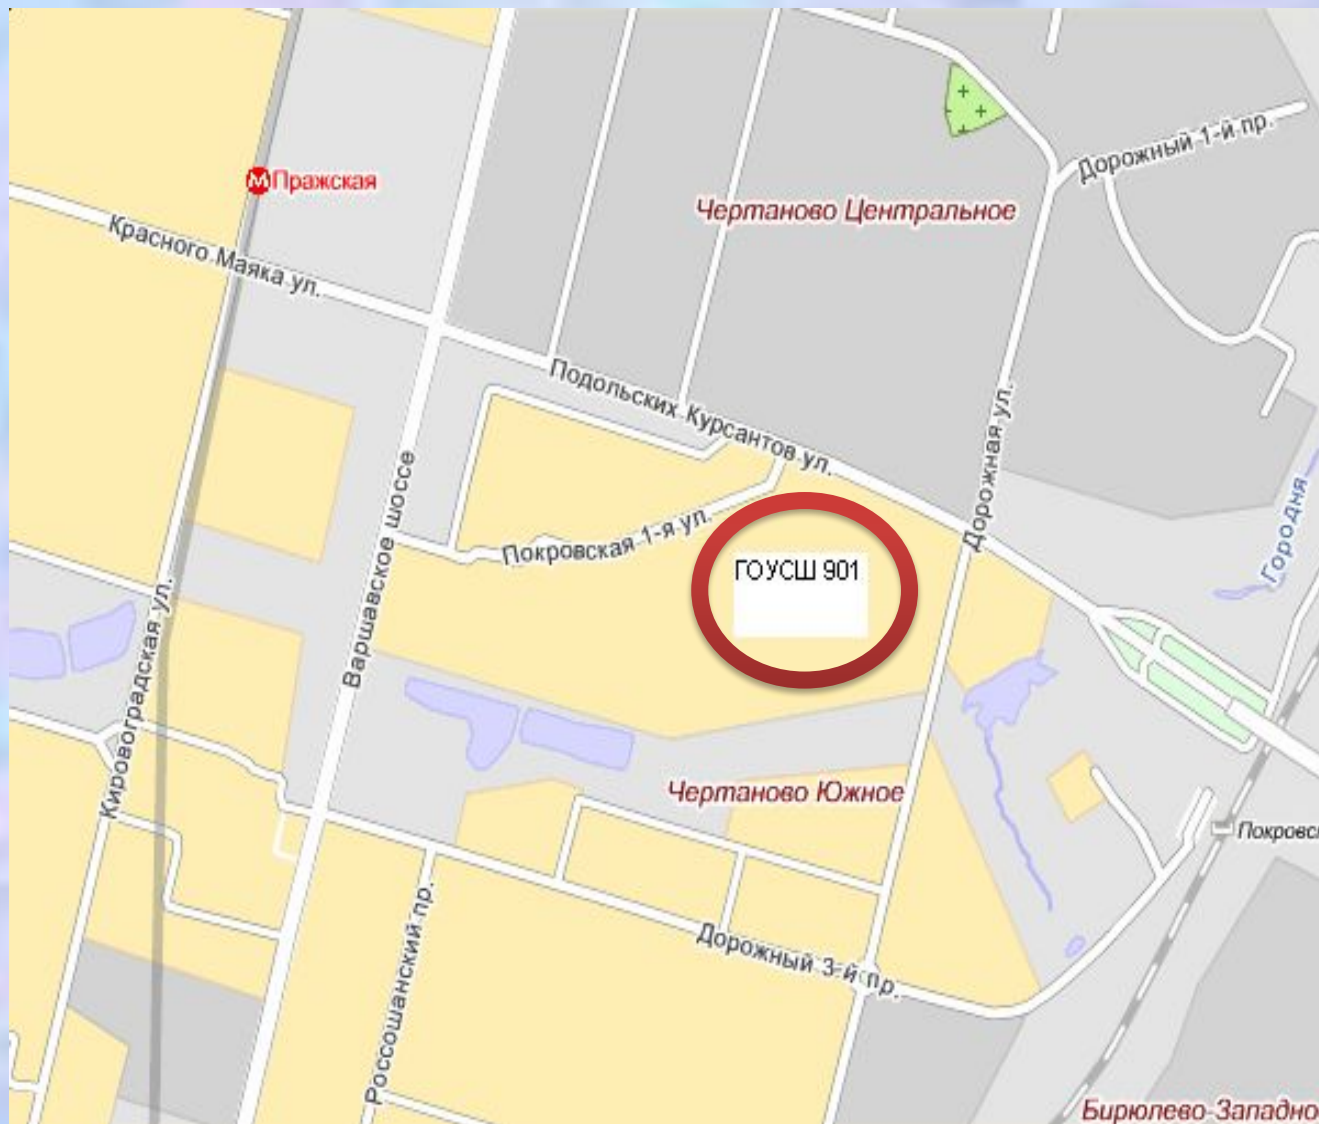 Дорожный 1-й пр.
Пражская
Чертаново Центральное
Красного Маяка ул.
Подольских Курсантов ул.
Дорожная ул.
Варшавское шоссе
Городня
Покровская 1-я ул.
ГОУСШ 901
Кировоградская ул.
Чертаново Южное
Покровс
Россошанский пр.
Дорожный 3-й пр.
Бирюлево Западно